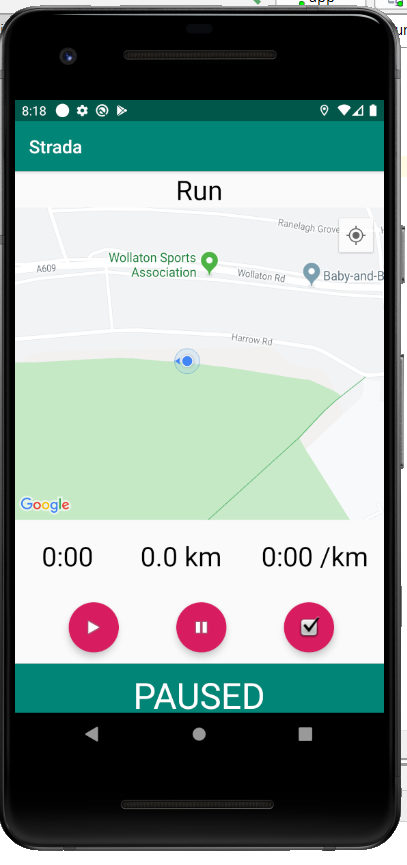 app
8:18
Strada
Run
Ranelagh Grove
Wollaton Sports
Association
A609
Wollaton Rd
Baby-and-B
Harrow Rd
Google
0:00
0.0 km
0:00 /km
PAUSED